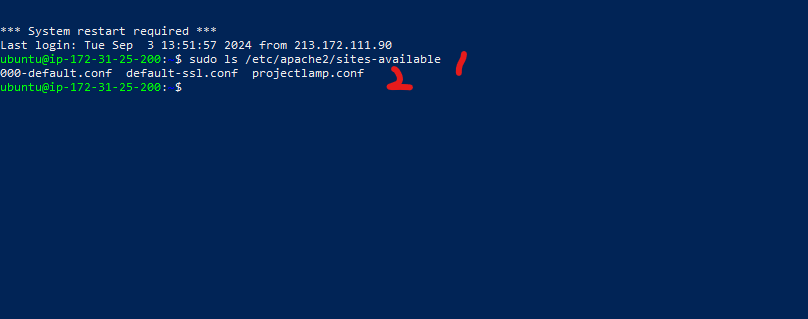 *** System restart required ***
Last login: Tue Sep  3 13:51:57 2024 from 213.172.111.90
ubuntu@ip-172-31-25-200: $ sudo ls /etc/apache2/sites-available 1
000-default.conf  default-ssl.conf  projectlamp.conf 2
ubuntu@ip-172-31-25-200: $